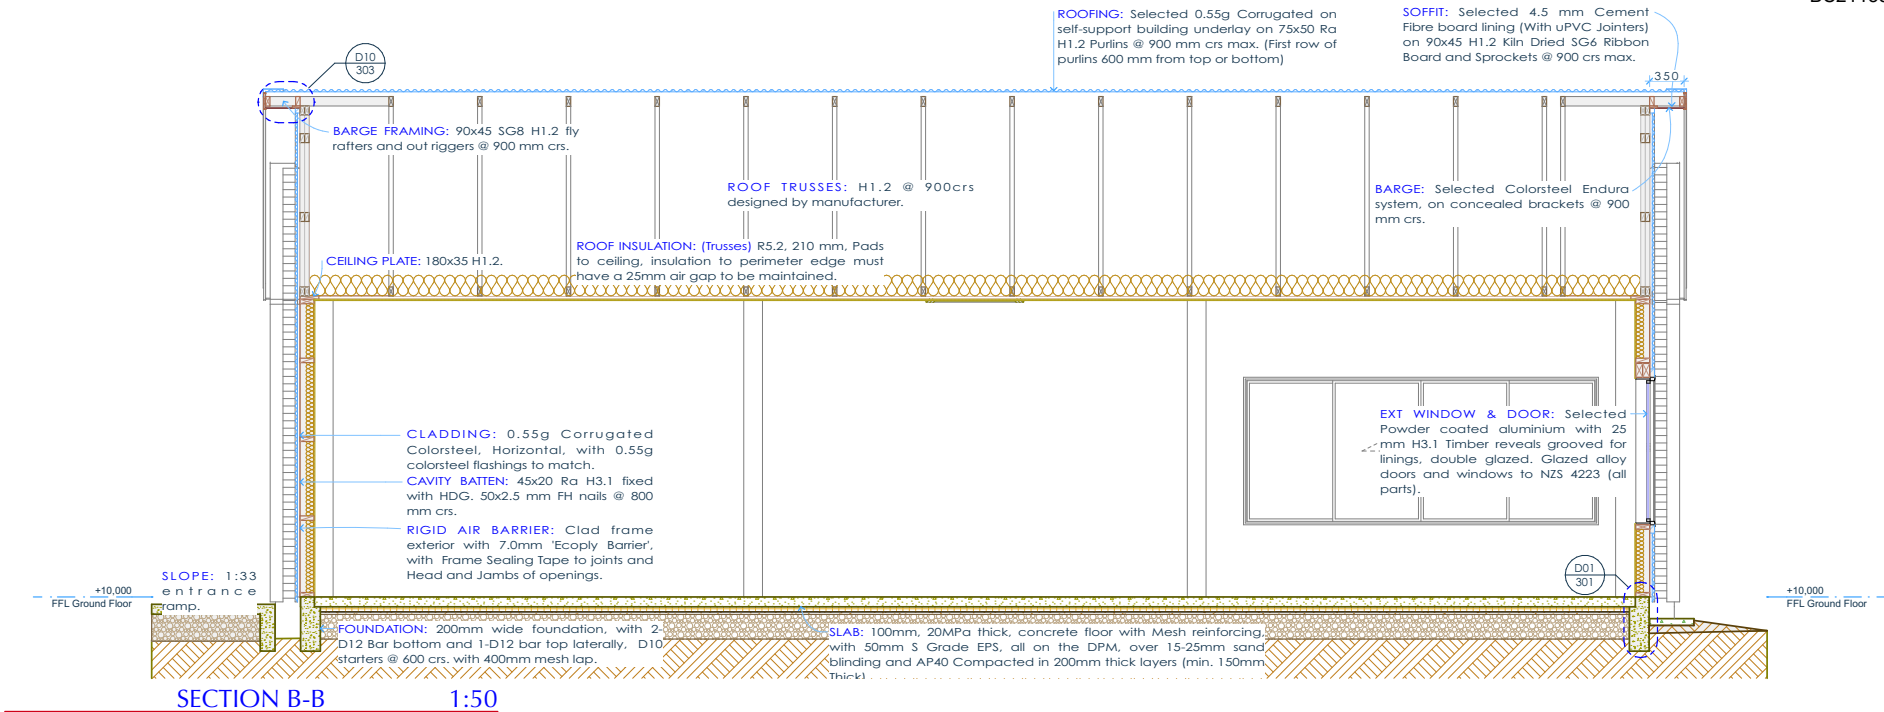 ROOFING: Selected 0.55g Corrugated on
self-support building underlay on 75x50 Ra
H1.2 Purlins @ 900 mm crs max. (First row of
purlins 600 mm from top or bottom)
SOFFIT: Selected 4.5 mm Cement
Fibre board lining (With uPVC Jointers)
on 90x45 H1.2 Kiln Dried SG6 Ribbon
Board and Sprockets @ 900 crs max.
350
D10
303
BARGE FRAMING: 90x45 SG8 H1.2 fly
rafters and out riggers @ 900 mm crs.
ROOF TRUSSES: H1.2 @ 900crs
designed by manufacturer.
BARGE: Selected Colorsteel Endura
system, on concealed brackets @ 900
mm crs.
ROOF INSULATION: (Trusses) R5.2, 210 mm, Pads
to ceiling, insulation to perimeter edge must
have a 25mm air gap to be maintained.
CEILING PLATE: 180x35 H1.2.
EXT WINDOW & DOOR: Selected
Powder coated aluminium with 25
mm H3.1 Timber reveals grooved for
linings, double glazed. Glazed alloy
doors and windows to NZS 4223 (all
parts).
CLADDING: 0.55g Corrugated
Colorsteel, Horizontal, with 0.55g
colorsteel flashings to match.
CAVITY BATTEN: 45x20 Ra H3.1 fixed
with HDG. 50x2.5 mm FH nails @ 800
mm crs.
RIGID AIR BARRIER: Clad frame
exterior with 7.0mm 'Ecoply Barrier',
with Frame Sealing Tape to joints and
Head and Jambs of openings.
D01
301
SLOPE: 1:33
entrance
ramp.
+10,000
FFL Ground Floor
+10,000
FFL Ground Floor
FOUNDATION: 200mm wide foundation, with 2-
D12 Bar bottom and 1-D12 bar top laterally, D10
starters @ 600 crs. with 400mm mesh lap.
SLAB: 100mm, 20MPa thick, concrete floor with Mesh reinforcing,
with 50mm S Grade EPS, all on the DPM, over 15-25mm sand
blinding and AP40 Compacted in 200mm thick layers (min. 150mm
Thick)
SECTION B-B 1:50